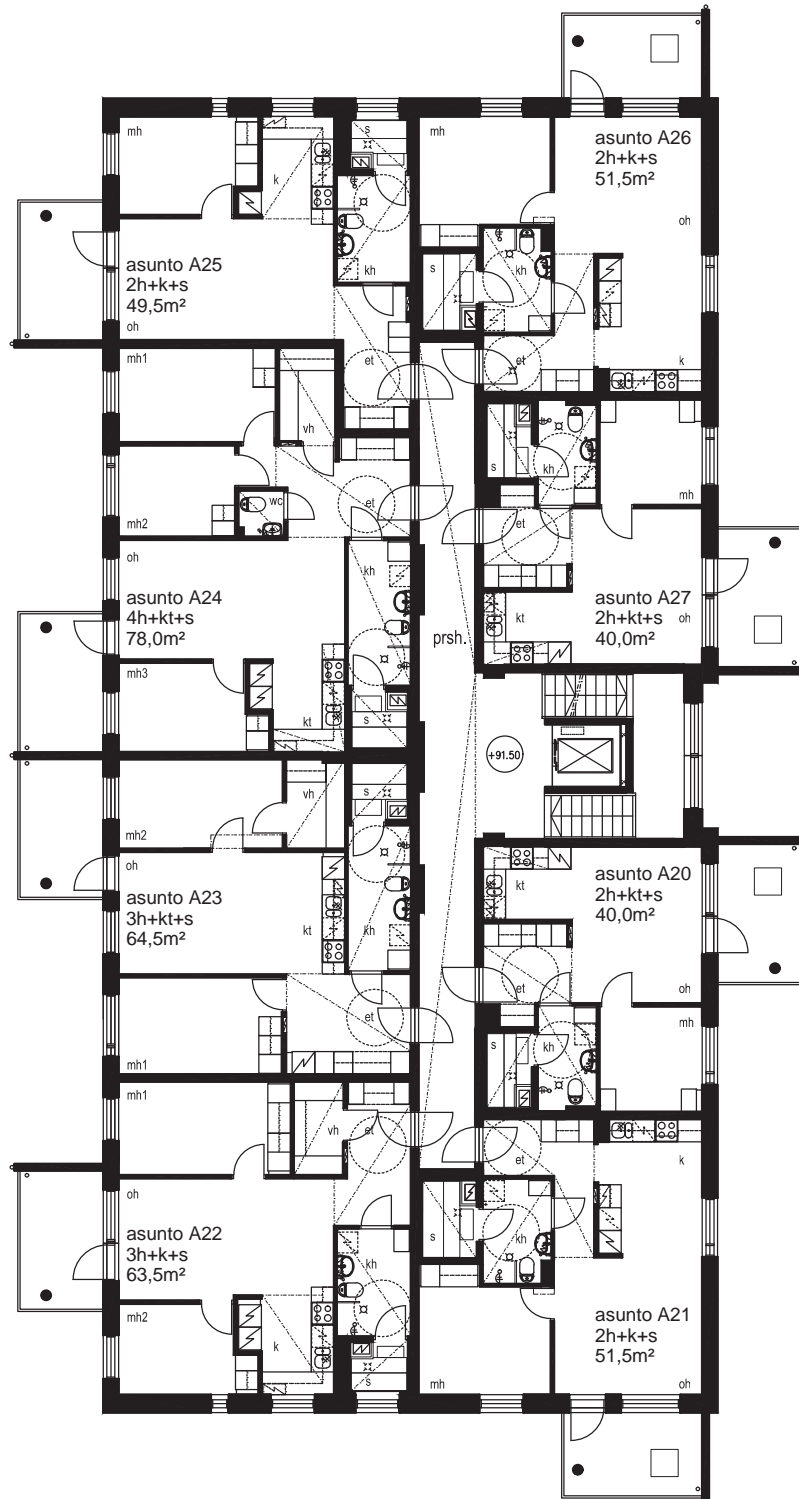 s
mh
mh
asunto A26
2h+k+s
51,5m²
k
oh
kh
kh
s
asunto A25
2h+k+s
49,5m²
oh
et
et
k
mh1
vh
s
kh
mh
mh2
wc
et
et
oh
kh
asunto A24
4h+kt+s
78,0m²
asunto A27
2h+kt+s
40,0m²
kt
oh
prsh.
mh3
kt
s
+91.50
mh2
vh
s
oh
kt
asunto A20
2h+kt+s
40,0m²
asunto A23
3h+kt+s
64,5m²
kt
kh
oh
et
et
mh
mh1
s
kh
mh1
vh
et
et
k
oh
asunto A22
3h+k+s
63,5m²
s
kh
kh
mh2
k
asunto A21
2h+k+s
51,5m²
s
mh
oh